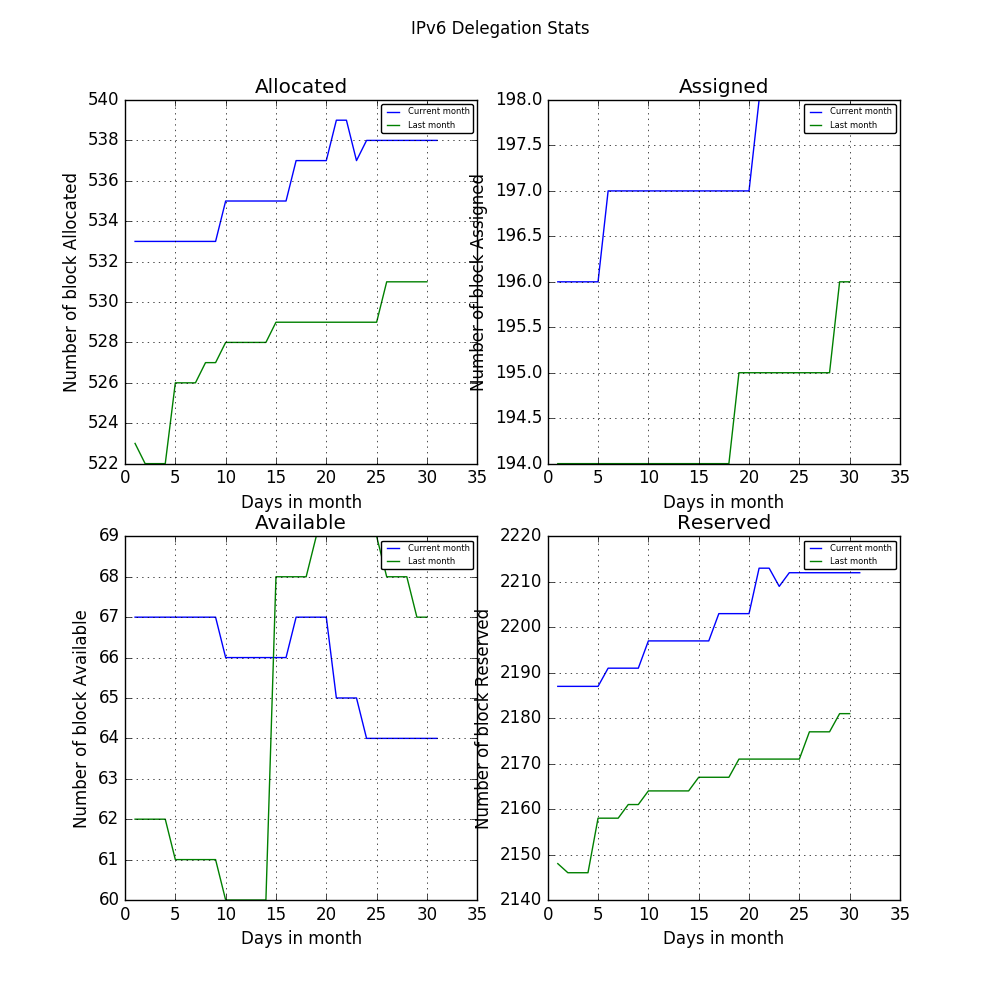 IPv6 Delegation Stats
Allocated
Number of block Allocated
540
538
536
534
532
530
528
526
524
522
0 5 10 15 20 25 30 35
Days in month
Current month
Last month
Assigned
Number of block Assigned
198.0
197.5
197.0
196.5
196.0
195.5
195.0
194.5
194.0
0 5 10 15 20 25 30 35
Days in month
Current month
Last month
Available
Number of block Available
69
68
67
66
65
64
63
62
61
60
0 5 10 15 20 25 30 35
Days in month
Current month
Last month
Reserved
Number of block Reserved
2220
2210
2200
2190
2180
2170
2160
2150
2140
0 5 10 15 20 25 30 35
Days in month
Current month
Last month